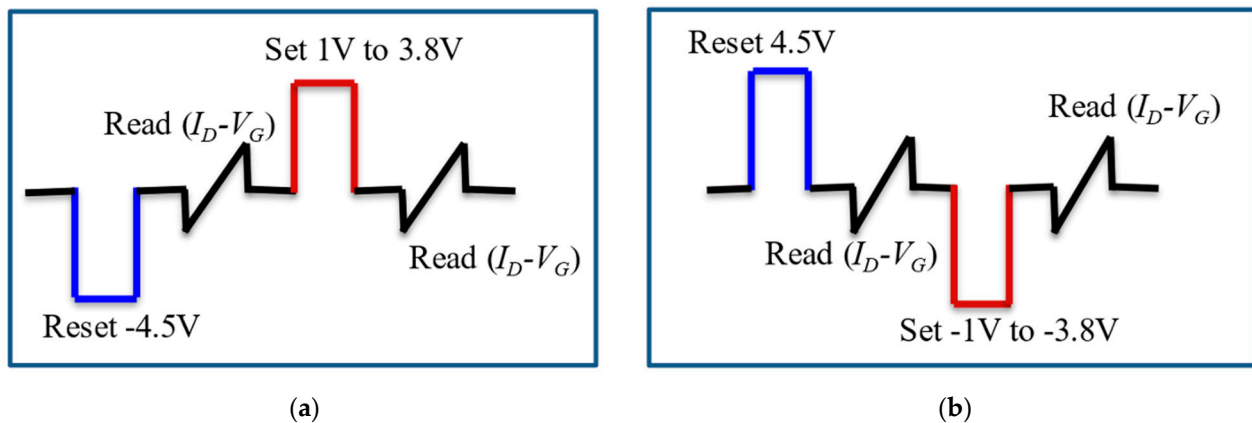 Set 1V to 3.8V
Read (I_D-V_G)
Read (I_D-V_G)
Reset -4.5V
(a)
Reset 4.5V
Read (I_D-V_G)
Read (I_D-V_G)
Set -1V to -3.8V
(b)